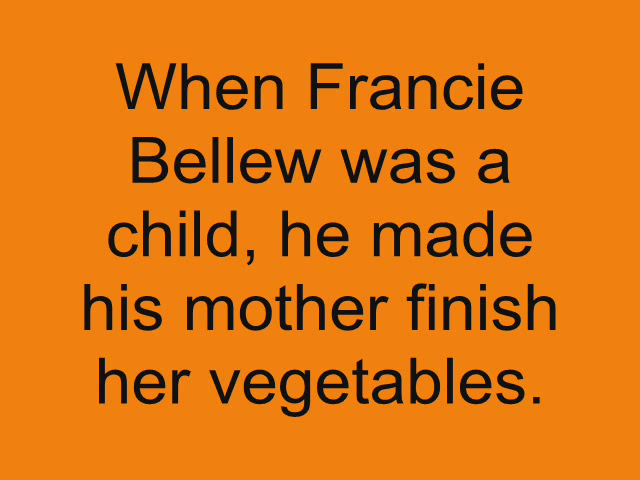 When Francie
Bellew was a
child, he made
his mother finish
her vegetables.